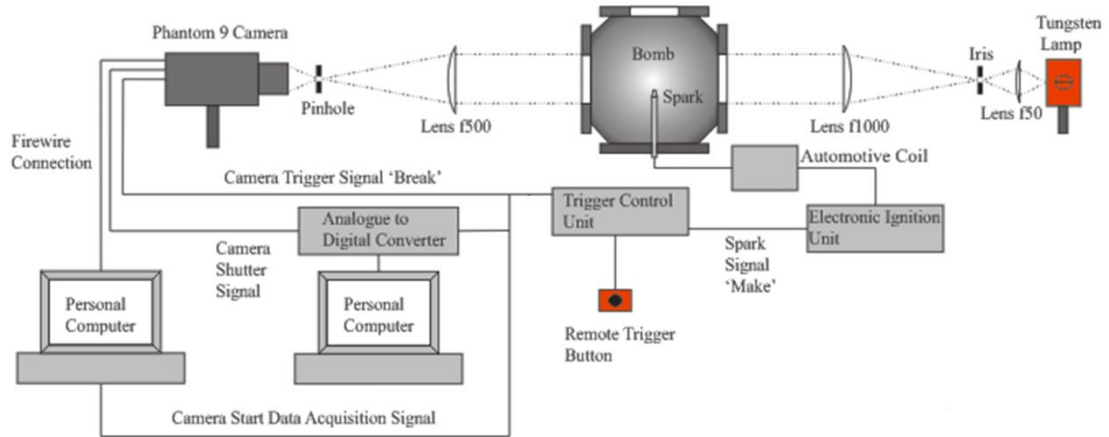 Phantom 9 Camera
Tungsten
Lamp
Iris
Bomb
Spark
Pinhole
Lens f500
Lens f1000
Lens f50
Firewire
Connection
Automotive Coil
Camera Trigger Signal ‘Break’
Trigger Control
Unit
Electronic Ignition
Unit
Analogue to
Digital Converter
Camera
Shutter
Signal
Spark
Signal
‘Make’
Personal
Computer
Personal
Computer
Remote Trigger
Button
Camera Start Data Acquisition Signal